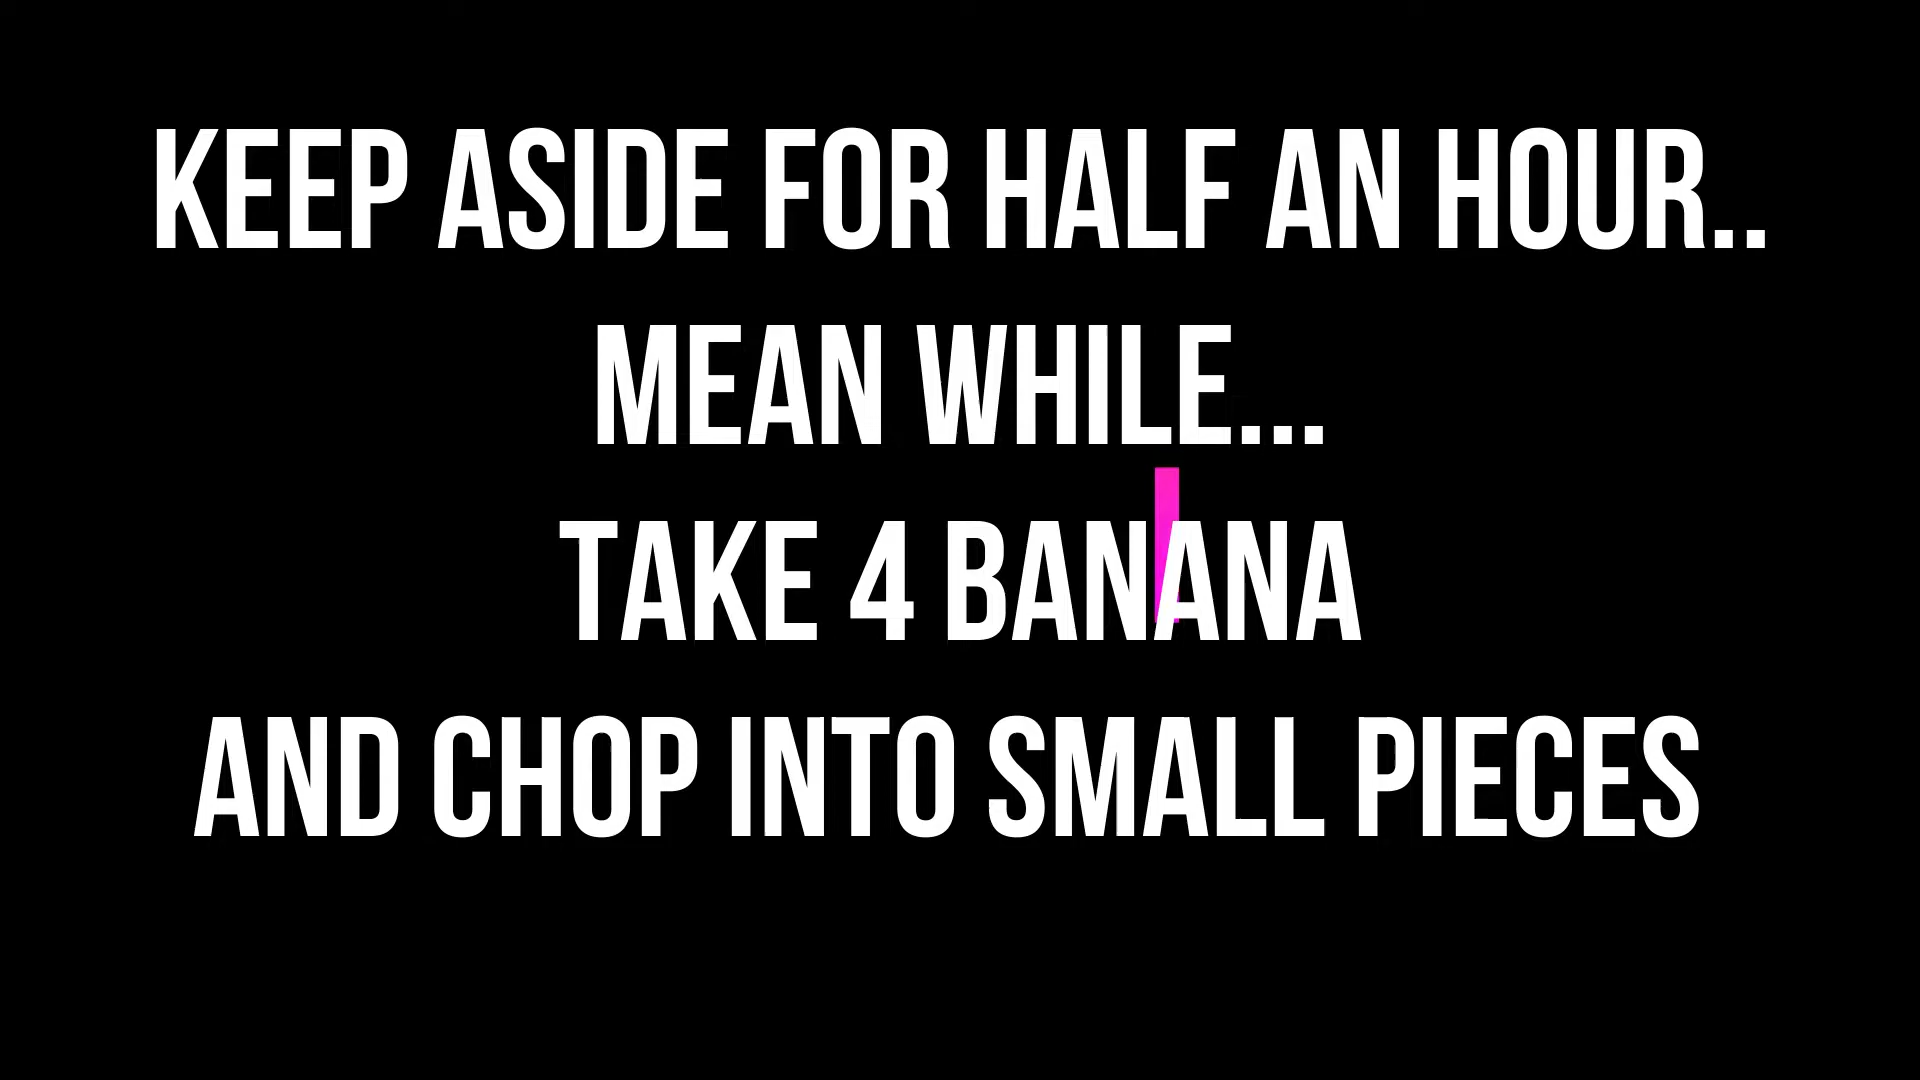 KEEP ASIDE FOR HALF AN HOUR..
MEAN WHILE...
TAKE 4 BANANA
AND CHOP INTO SMALL PIECES